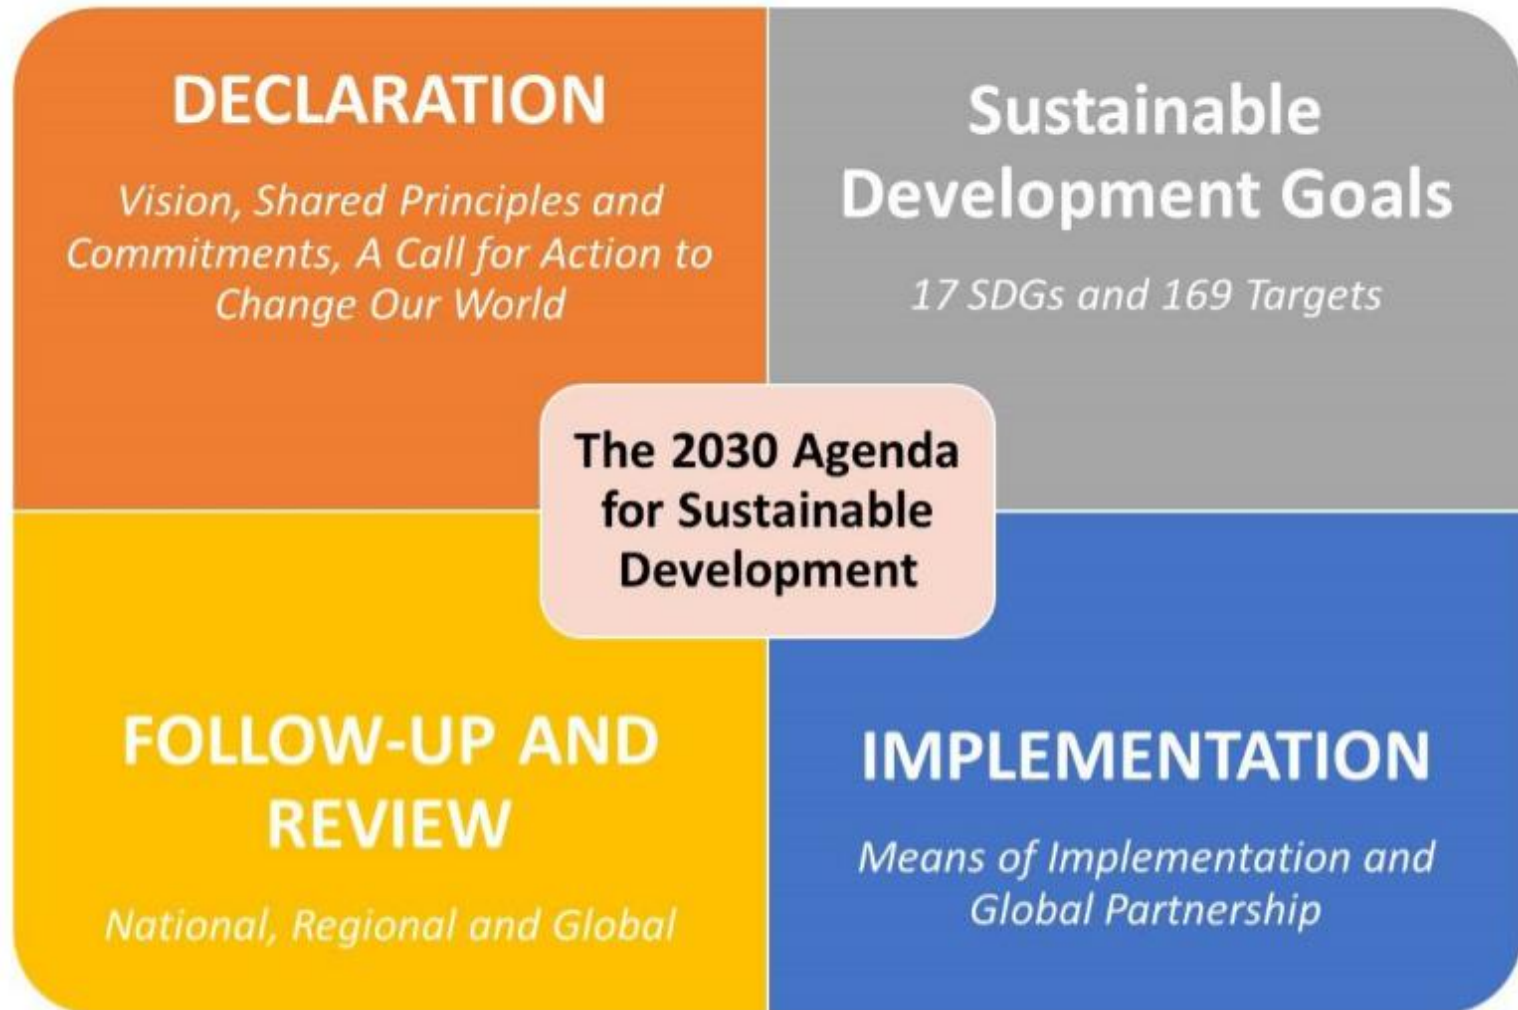 DECLARATION
Vision, Shared Principles and
Commitments, A Call for Action to
Change Our World
Sustainable
Development Goals
17 SDGs and 169 Targets
The 2030 Agenda
for Sustainable
Development
FOLLOW-UP AND
REVIEW
National, Regional and Global
IMPLEMENTATION
Means of Implementation and
Global Partnership